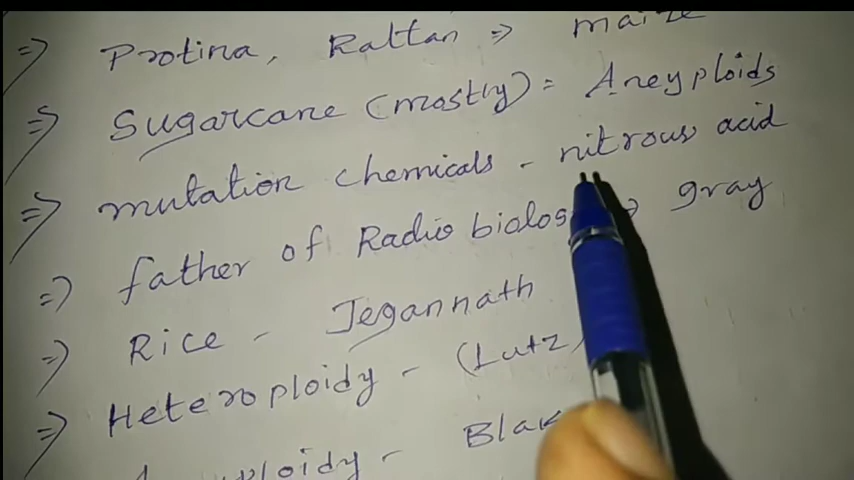 ⇒ Protina, Rattan ⇒ maize
⇒ Sugarcane (mostly) = Aneyploids
⇒ mutation chemicals - nitrous acid
⇒ father of Radio biolog gray
⇒ Rice - Jegannath
⇒ Heteroploidy - (Lutz)
⇒ ploidy - Blak